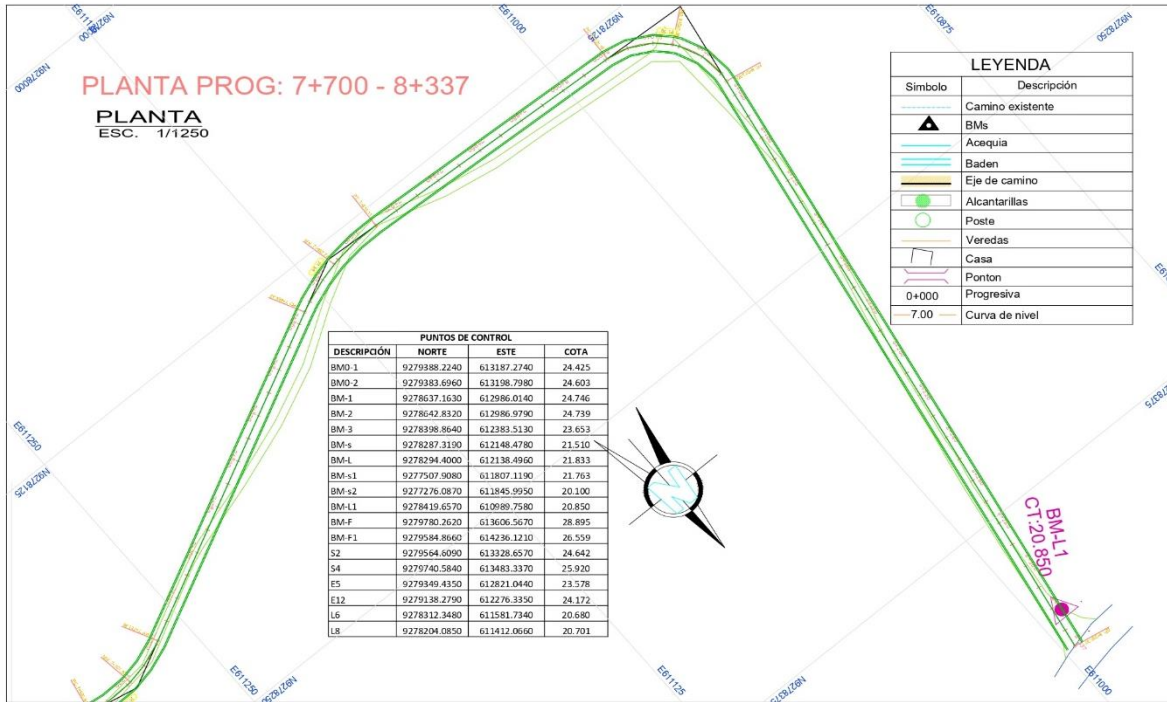 E611000
N9278125
E610875
N9278250
N9278000
PLANTA PROG: 7+700 - 8+337
PLANTA
ESC. 1/1250
LEYENDA
Simbolo Descripción
Camino existente
BMs
Acequia
Baden
Eje de camino
Alcantarillas
Poste
Veredas
Casa
Ponton
0+000 Progresiva
7.00 Curva de nivel
PUNTOS DE CONTROL
DESCRIPCIÓN NORTE ESTE COTA
BM0-1 9279388.2240 613187.2740 24.425
BM0-2 9279383.6960 613198.7980 24.603
BM-1 9278637.1630 612986.0140 24.746
BM-2 9278642.8320 612986.9790 24.739
BM-3 9278398.8640 612383.5130 23.653
BM-s 9278287.3190 612148.4780 21.510
BM-L 9278294.4000 612138.4960 21.833
BM-s1 9277507.9080 611807.1190 21.763
BM-s2 9277276.0870 611845.9950 20.100
BM-L1 9278419.6570 610989.7580 20.850
BM-F 9279780.2620 613606.5670 28.895
BM-F1 9279584.8660 614236.1210 26.559
S2 9279564.6090 613328.6570 24.642
S4 9279740.5840 613483.3370 25.920
E5 9279349.4350 612821.0440 23.578
E12 9279138.2790 612276.3350 24.172
L6 9278312.3480 611581.7340 20.680
L8 9278204.0850 611412.0660 20.701
N9278375
E611250
N9278125
BM-L1
CT:20.850
E611250
N9278250
E611125
N9278375
E611000